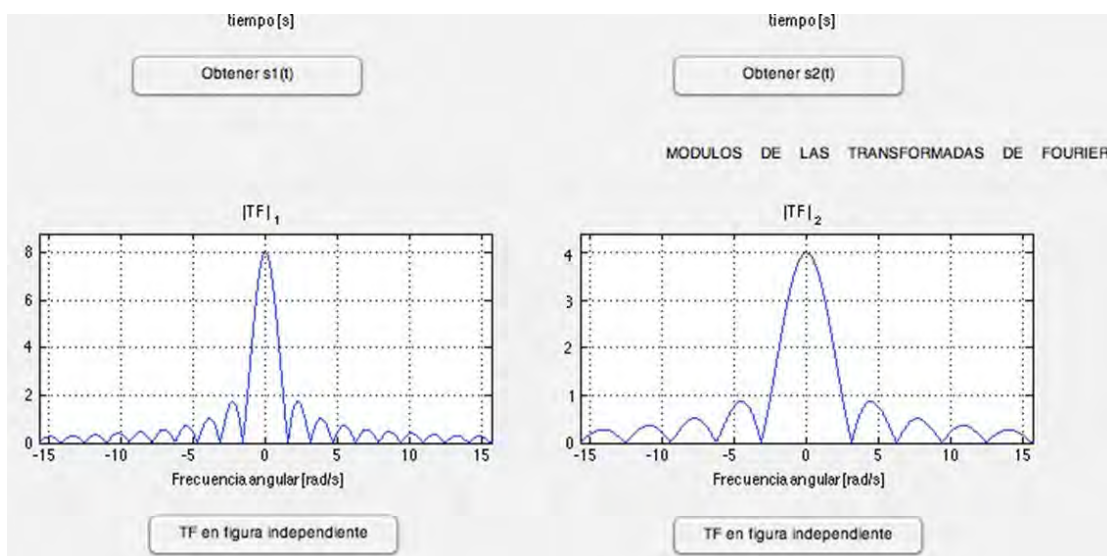 tiempo [s]
tiempo [s]
Obtener s1(t)
Obtener s2(t)
MODULOS DE LAS TRANSFORMADAS DE FOURIER
|TF| 1
8
6
4
2
0
-15 -10 -5 0 5 10 15
Frecuencia angular [rad/s]
TF en figura independiente
|TF| 2
4
3
2
1
0
-15 -10 -5 0 5 10 15
Frecuencia angular [rad/s]
TF en figura independiente